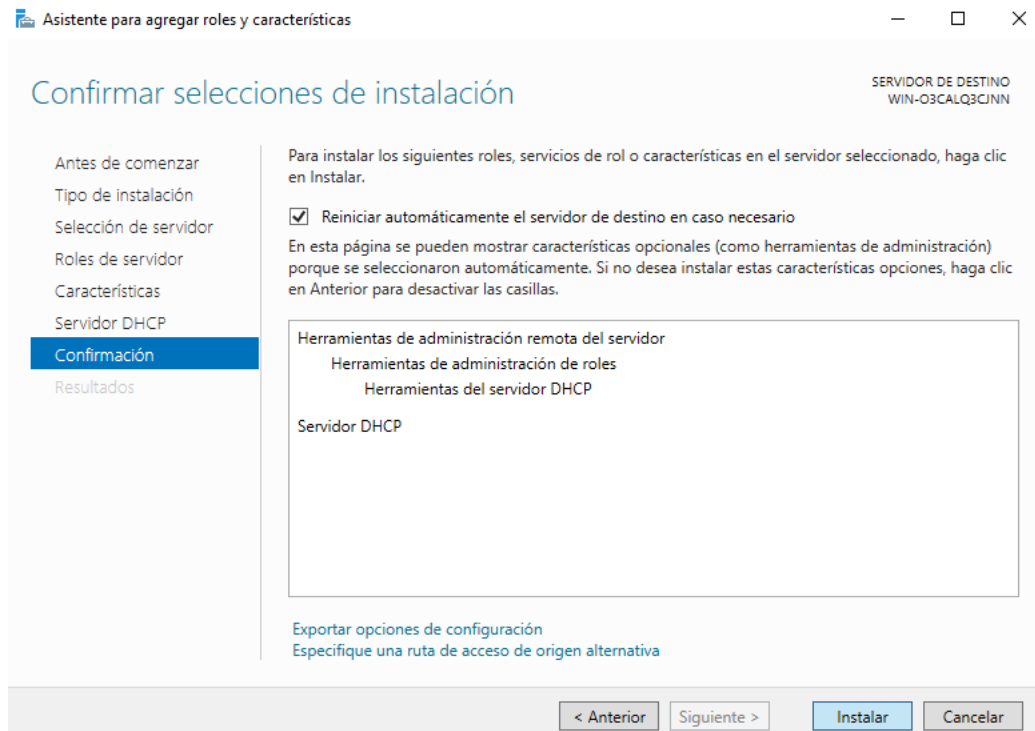 Asistente para agregar roles y características
Confirmar selecciones de instalación
SERVIDOR DE DESTINO
WIN-O3CALQ3CJNN
Antes de comenzar
Tipo de instalación
Selección de servidor
Roles de servidor
Características
Servidor DHCP
Confirmación
Resultados
Para instalar los siguientes roles, servicios de rol o características en el servidor seleccionado, haga clic
en Instalar.
Reiniciar automáticamente el servidor de destino en caso necesario
En esta página se pueden mostrar características opcionales (como herramientas de administración)
porque se seleccionaron automáticamente. Si no desea instalar estas características opciones, haga clic
en Anterior para desactivar las casillas.
Herramientas de administración remota del servidor
Herramientas de administración de roles
Herramientas del servidor DHCP
Servidor DHCP
Exportar opciones de configuración
Especifique una ruta de acceso de origen alternativa
< Anterior
Siguiente >
Instalar
Cancelar